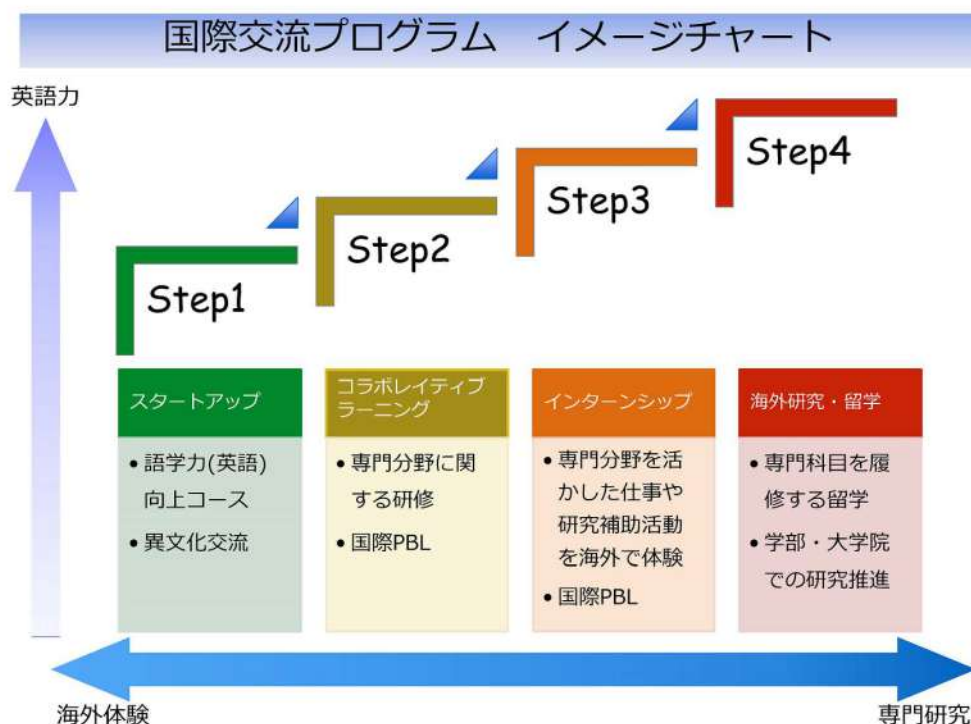 国際交流プログラム　イメージチャート
英語力
Step1
Step2
Step3
Step4
スタートアップ
• 語学力(英語)
向上コース
• 異文化交流
コラボレイティブ
ラーニング
• 専門分野に関
する研修
• 国際PBL
インターンシップ
• 専門分野を活
かした仕事や
研究補助活動
を海外で体験
• 国際PBL
海外研究・留学
• 専門科目を履
修する留学
• 学部・大学院
での研究推進
海外体験
専門研究